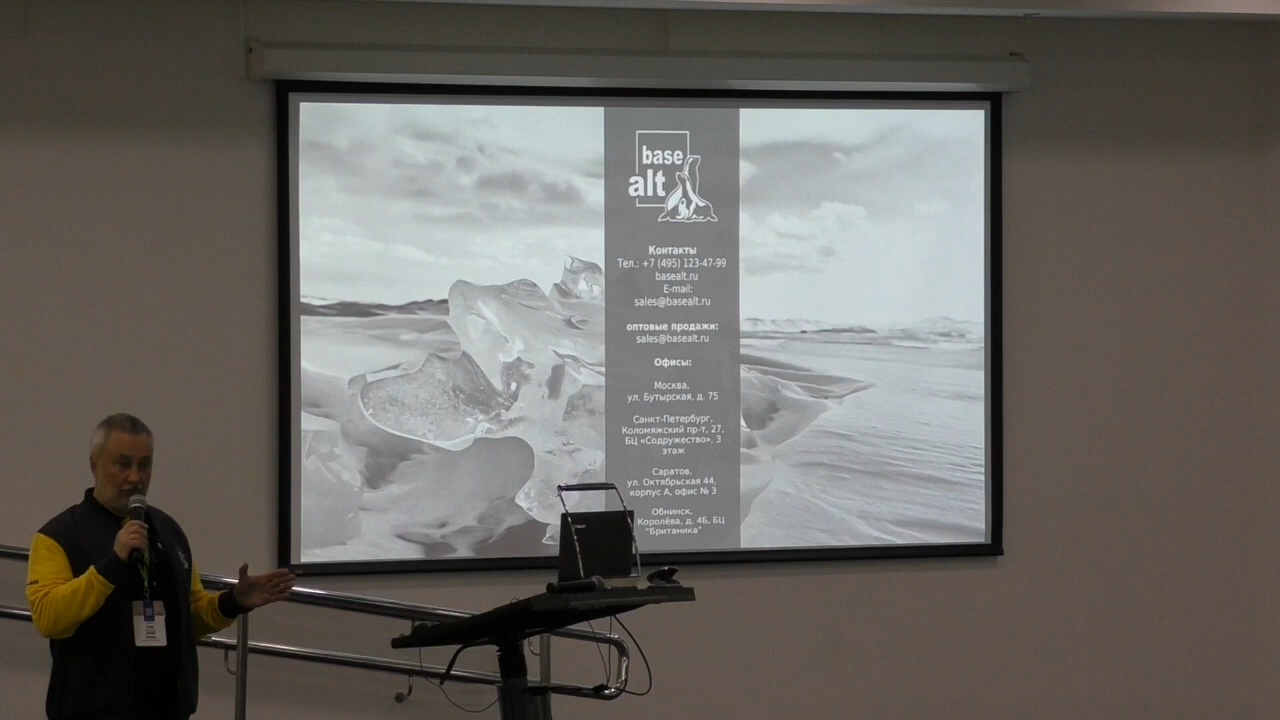 base
alt
Контакты
Тел.: +7 (495) 123-47-99
basealt.ru
E-mail:
sales@basealt.ru
оптовые продажи:
sales@basealt.ru
Офисы:
Москва,
ул. Бутырская, д. 75
Санкт-Петербург,
Коломяжский пр-т, 27,
БЦ «Содружество», 3
этаж
Саратов,
ул. Октябрьская 44,
корпус А, офис № 3
Обнинск,
Королёва, д. 4Б, БЦ
"Британика"